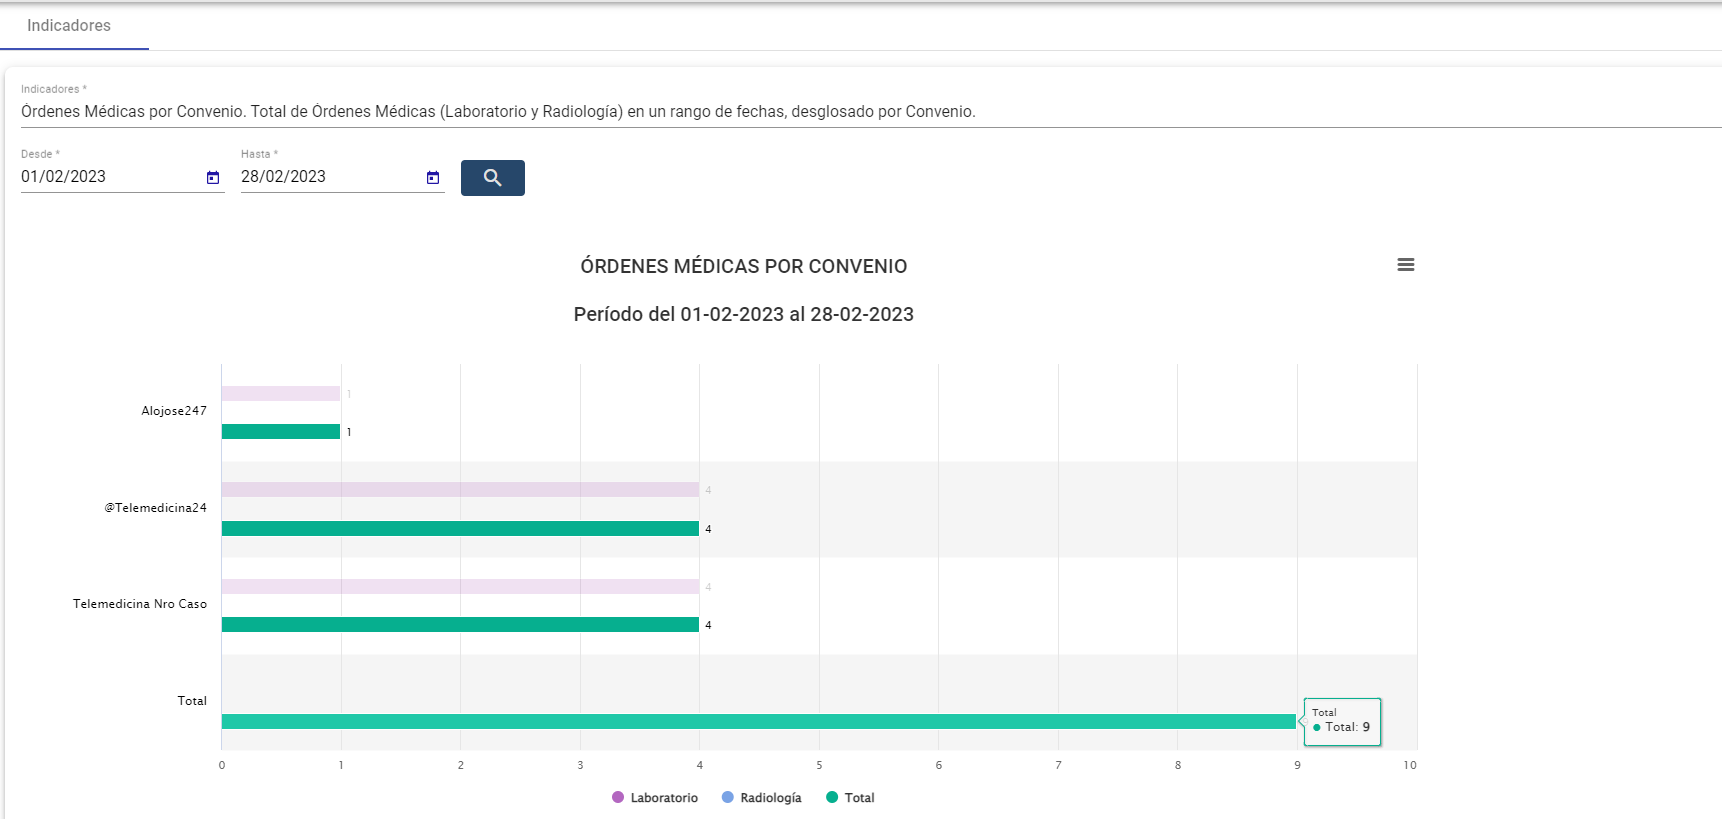 Indicadores
Indicadores *
Órdenes Médicas por Convenio. Total de Órdenes Médicas (Laboratorio y Radiología) en un rango de fechas, desglosado por Convenio.
Desde * Hasta *
01/02/2023 28/02/2023
ÓRDENES MÉDICAS POR CONVENIO
Período del 01-02-2023 al 28-02-2023
1
Alojose247
1
4
@Telemedicina24
4
4
Telemedicina Nro Caso
4
Total
Total
Total: 9
0 1 2 3 4 5 6 7 8 9 10
Laboratorio Radiología Total